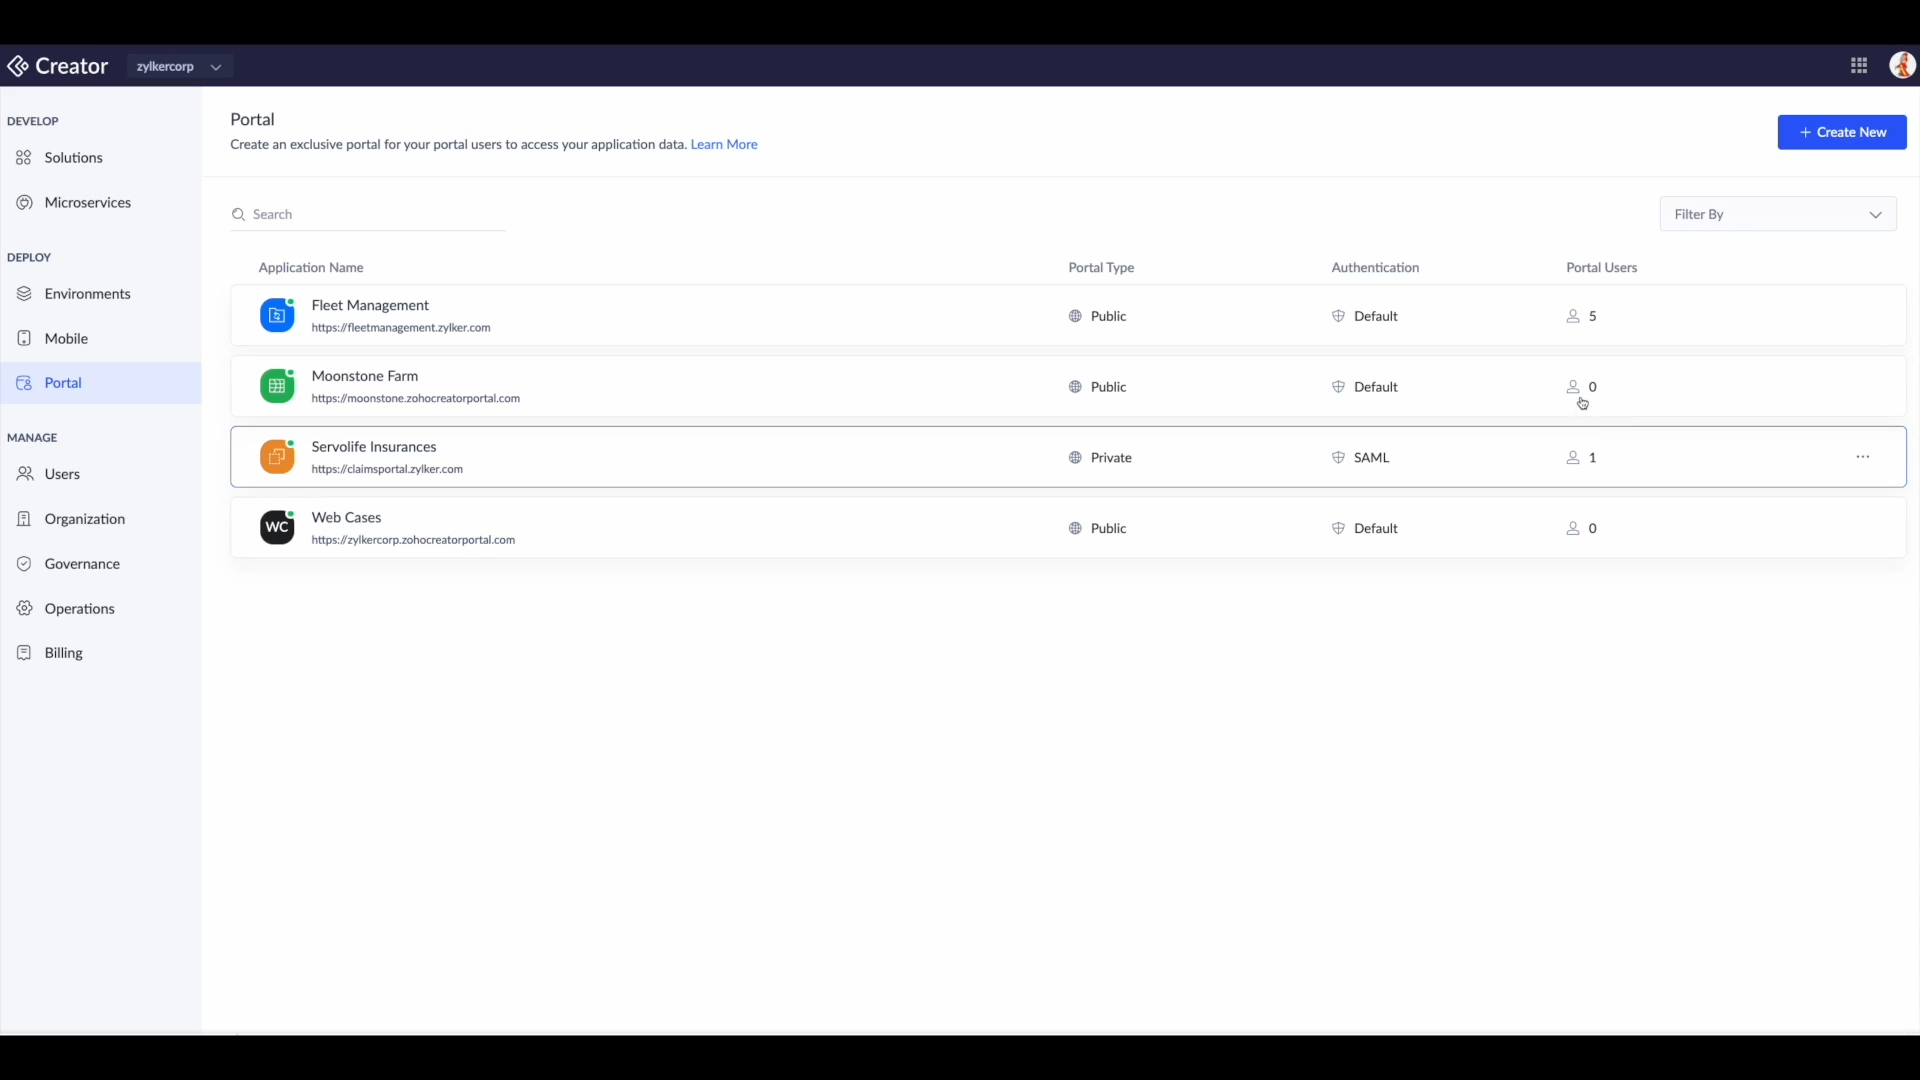 Creator
zylkercorp
DEVELOP
Solutions
Microservices
DEPLOY
Environments
Mobile
Portal
MANAGE
Users
Organization
Governance
Operations
Billing
Portal
Create an exclusive portal for your portal users to access your application data. Learn More
+ Create New
Search
Filter By
Application Name Portal Type Authentication Portal Users
Fleet Management
https://fleetmanagement.zylker.com
Public Default 5
Moonstone Farm
https://moonstone.zohocreatorportal.com
Public Default 0
Servolife Insurances
https://claimsportal.zylker.com
Private SAML 1
WC
Web Cases
https://zylkercorp.zohocreatorportal.com
Public Default 0